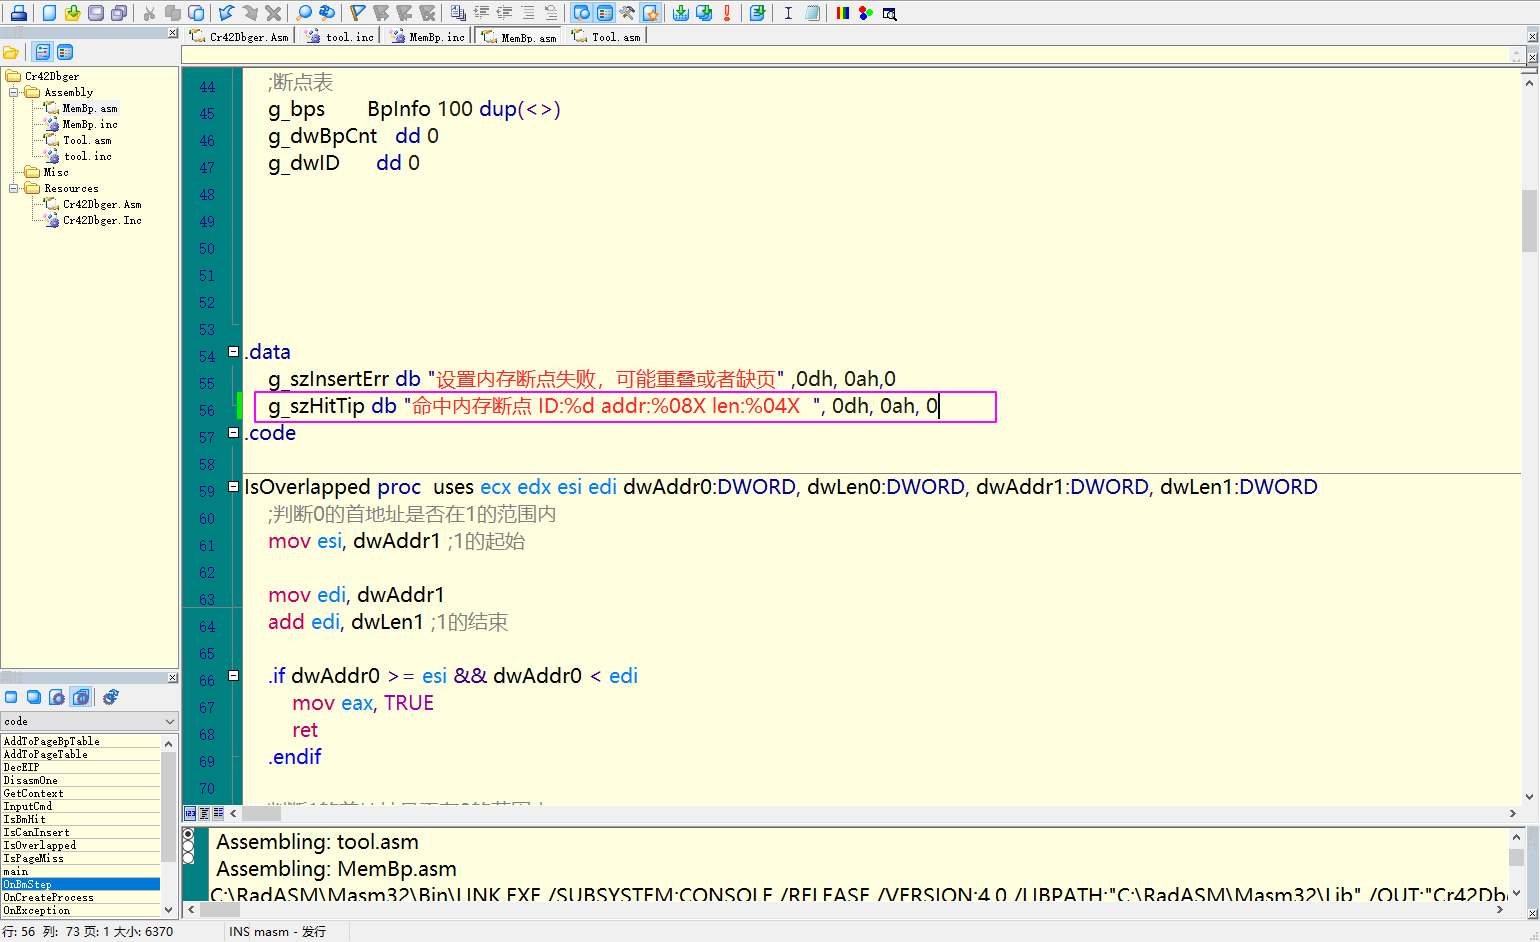 Cr42Dbger.Asm tool.inc MemBp.inc MemBp.asm Tool.asm
Cr42Dbger
Assembly
MemBp.asm
MemBp.inc
Tool.asm
tool.inc
Misc
Resources
Cr42Dbger.Asm
Cr42Dbger.Inc
code
AddToPageBpTable
AddToPageTable
DecEIP
DisasmOne
GetContext
InputCmd
IsBmHit
IsCanInsert
IsOverlapped
IsPageMiss
main
OnBmStep
OnCreateProcess
OnException
44 ;断点表
45 g_bps BpInfo 100 dup(<>)
46 g_dwBpCnt dd 0
47 g_dwID dd 0
48
49
50
51
52
53
54 .data
55 g_szInsertErr db "设置内存断点失败，可能重叠或者缺页" ,0dh, 0ah,0
56 g_szHitTip db "命中内存断点 ID:%d addr:%08X len:%04X  ", 0dh, 0ah, 0
57 .code
58
59 IsOverlapped proc  uses ecx edx esi edi dwAddr0:DWORD, dwLen0:DWORD, dwAddr1:DWORD, dwLen1:DWORD
60 ;判断0的首地址是否在1的范围内
61 mov esi, dwAddr1 ;1的起始
62
63 mov edi, dwAddr1
64 add edi, dwLen1 ;1的结束
65
66 .if dwAddr0 >= esi && dwAddr0 < edi
67 mov eax, TRUE
68 ret
69 .endif
70
Assembling: tool.asm
Assembling: MemBp.asm
C:\RadASM\Masm32\Bin\LINK.EXE /SUBSYSTEM:CONSOLE /RELEASE /VERSION:4.0 /LIBPATH:"C:\RadASM\Masm32\Lib" /OUT:"Cr42Db
行: 56 列: 73 页: 1 大小: 6370 INS masm - 发行